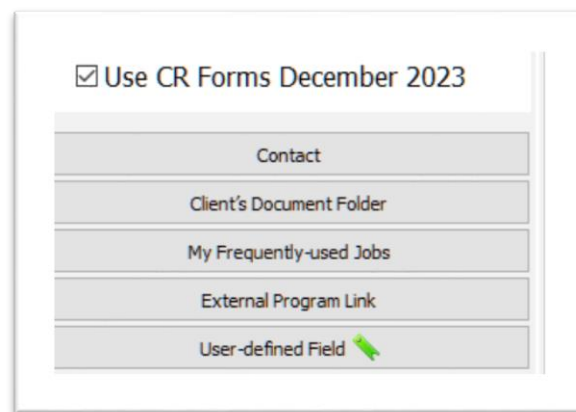 Use CR Forms December 2023
Contact
Client's Document Folder
My Frequently-used Jobs
External Program Link
User-defined Field